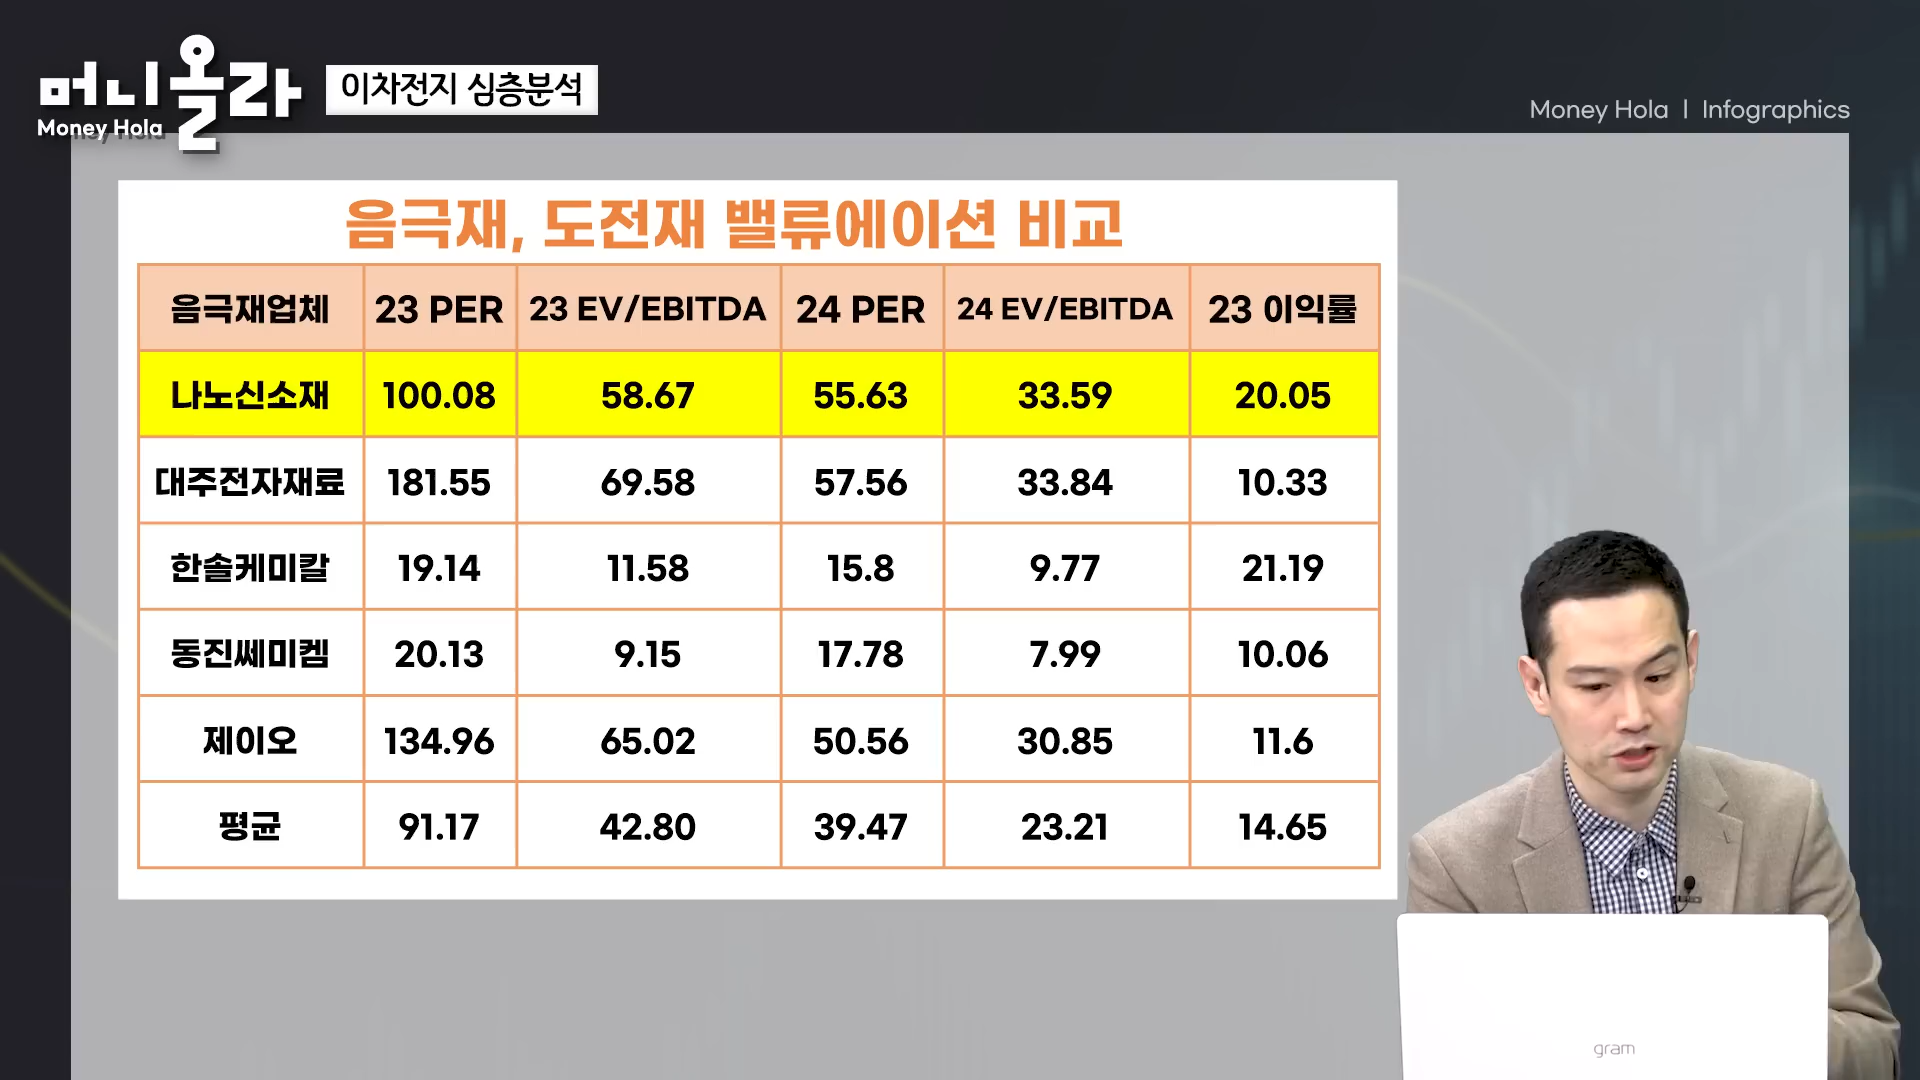 머니올라
Money Hola
이차전지 심층분석
Money Hola | Infographics
음극재, 도전재 밸류에이션 비교
음극재업체 23 PER 23 EV/EBITDA 24 PER 24 EV/EBITDA 23 이익률
나노신소재 100.08 58.67 55.63 33.59 20.05
대주전자재료 181.55 69.58 57.56 33.84 10.33
한솔케미칼 19.14 11.58 15.8 9.77 21.19
동진쎄미켐 20.13 9.15 17.78 7.99 10.06
제이오 134.96 65.02 50.56 30.85 11.6
평균 91.17 42.80 39.47 23.21 14.65
gram